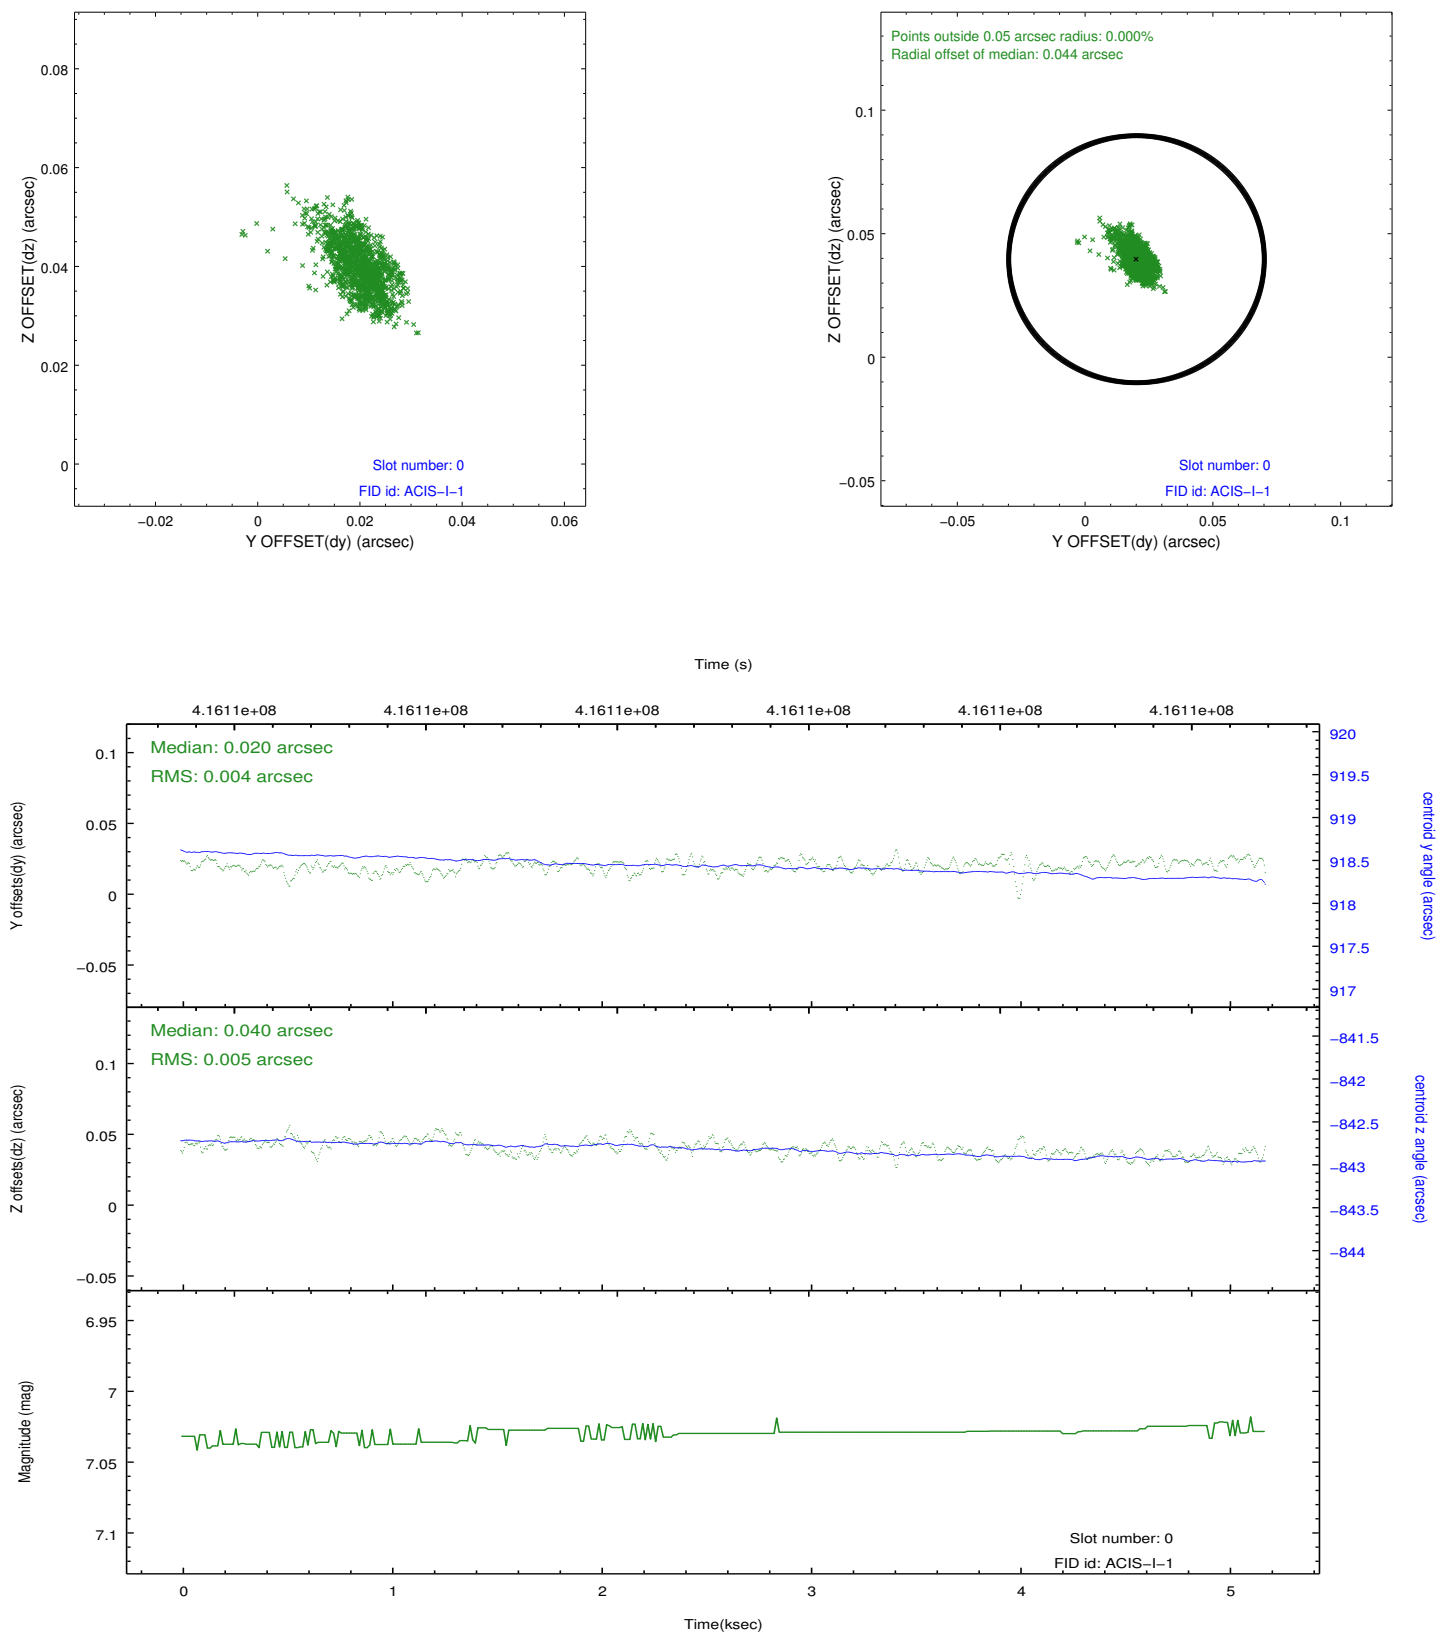 0.08
0.06
0.04
0.02
0
Z OFFSET(dz) (arcsec)
Slot number: 0
FID id: ACIS−I−1
−0.02
0
0.02
0.04
0.06
Y OFFSET(dy) (arcsec)
Points outside 0.05 arcsec radius: 0.000%
Radial offset of median: 0.044 arcsec
0.1
0.05
0
−0.05
Z OFFSET(dz) (arcsec)
Slot number: 0
FID id: ACIS−I−1
−0.05
0
0.05
0.1
Y OFFSET(dy) (arcsec)
Time (s)
4.1611e+08
4.1611e+08
4.1611e+08
4.1611e+08
4.1611e+08
4.1611e+08
Median: 0.020 arcsec
RMS: 0.004 arcsec
0.1
0.05
0
−0.05
Y offsets(dy) (arcsec)
920
919.5
919
918.5
918
917.5
917
centroid y angle (arcsec)
Median: 0.040 arcsec
RMS: 0.005 arcsec
0.1
0.05
0
−0.05
Z offsets(dz) (arcsec)
−841.5
−842
−842.5
−843
−843.5
−844
centroid z angle (arcsec)
6.95
7
7.05
7.1
Magnitude (mag)
Slot number: 0
FID id: ACIS−I−1
0
1
2
3
4
5
Time(ksec)